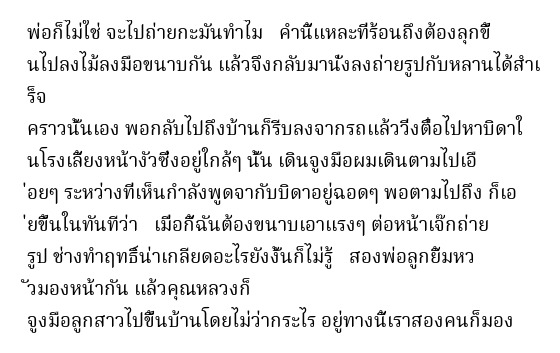 พ่อก็ไม่ใช่ จะไปถ่ายกะมันทำไม   คำนี้แหละที่ร้อนถึงต้องลุกขึ
้นไปลงไม้ลงมือขนาบกัน แล้วจึงกลับมานั่งลงถ่ายรูปกับหลานได้สำเ
ร็จ
คราวนั้นเอง พอกลับไปถึงบ้านก็รีบลงจากรถแล้ววิ่งตื๋อไปหาบิดาใ
นโรงเลี้ยงหน้างัวซึ่งอยู่ใกล้ๆ นั้น เดินจูงมือผมเดินตามไปเอื
่อยๆ ระหว่างที่เห็นกำลังพูดจากับบิดาอยู่ฉอดๆ พอตามไปถึง ก็เอ
่ยขึ้นในทันทีว่า   เมื่อกี้ฉันต้องขนาบเอาแรงๆ ต่อหน้าเจ๊กถ่าย
รูป ช่างทำฤทธิ์น่าเกลียดอะไรยังงั้นก็ไม่รู้   สองพ่อลูกยิ้มหว
ัวมองหน้ากัน แล้วคุณหลวงก็
จูงมือลูกสาวไปขึ้นบ้านโดยไม่ว่ากระไร อยู่ทางนี้เราสองคนก็มอง